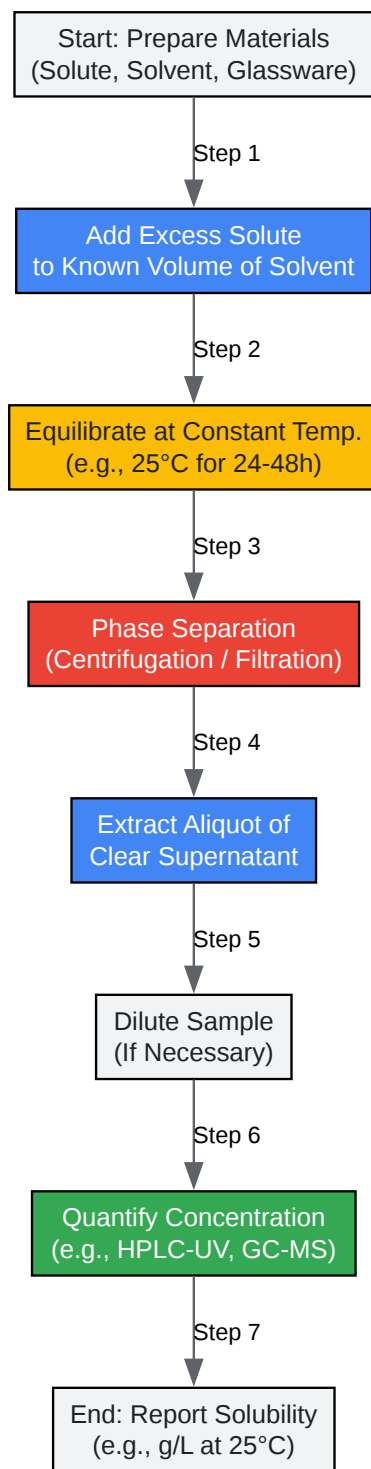 Start: Prepare Materials
(Solute, Solvent, Glassware)
Step 1
Add Excess Solute
to Known Volume of Solvent
Step 2
Equilibrate at Constant Temp.
(e.g., 25°C for 24-48h)
Step 3
Phase Separation
(Centrifugation / Filtration)
Step 4
Extract Aliquot of
Clear Supernatant
Step 5
Dilute Sample
(If Necessary)
Step 6
Quantify Concentration
(e.g., HPLC-UV, GC-MS)
Step 7
End: Report Solubility
(e.g., g/L at 25°C)